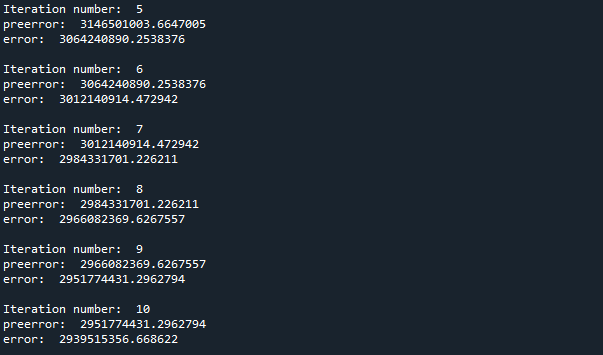 Iteration number:  5
preerror:  3146501003.6647005
error:  3064240890.2538376
Iteration number:  6
preerror:  3064240890.2538376
error:  3012140914.472942
Iteration number:  7
preerror:  3012140914.472942
error:  2984331701.226211
Iteration number:  8
preerror:  2984331701.226211
error:  2966082369.6267557
Iteration number:  9
preerror:  2966082369.6267557
error:  2951774431.2962794
Iteration number:  10
preerror:  2951774431.2962794
error:  2939515356.668622